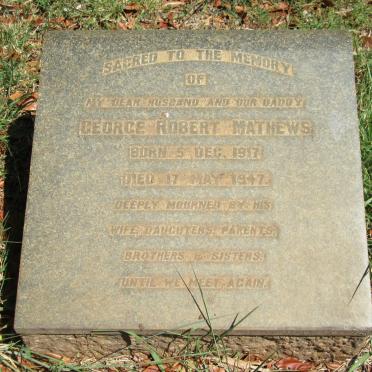 SACRED TO THE MEMORY
OF
MY DEAR HUSBAND AND OUR DADDY
GEORGE ROBERT MATHEWS
BORN 5 DEC. 1917
DIED 17 MAY 1947.
DEEPLY MOURNED BY HIS
WIFE, DAUGHTERS, PARENTS,
BROTHERS & SISTERS.
UNTIL WE MEET AGAIN.